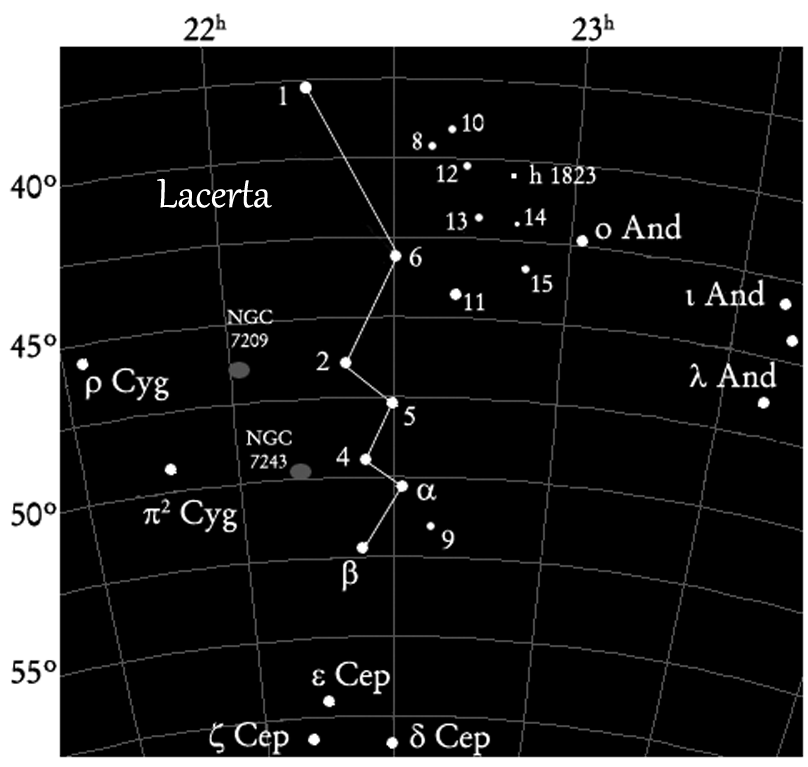 22ʰ
23ʰ
1
10
8
12
h 1823
40°
Lacerta
13
14
ο And
6
15
11
ι And
NGC
7209
45°
2
ρ Cyg
λ And
5
NGC
7243
4
α
50°
π² Cyg
9
β
55°
ε Cep
ζ Cep
δ Cep